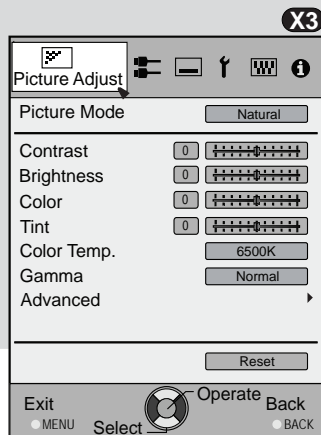 X3
Picture Adjust
Picture Mode Natural
Contrast 0
Brightness 0
Color 0
Tint 0
Color Temp. 6500K
Gamma Normal
Advanced
Reset
Exit Operate Back
MENU Select BACK